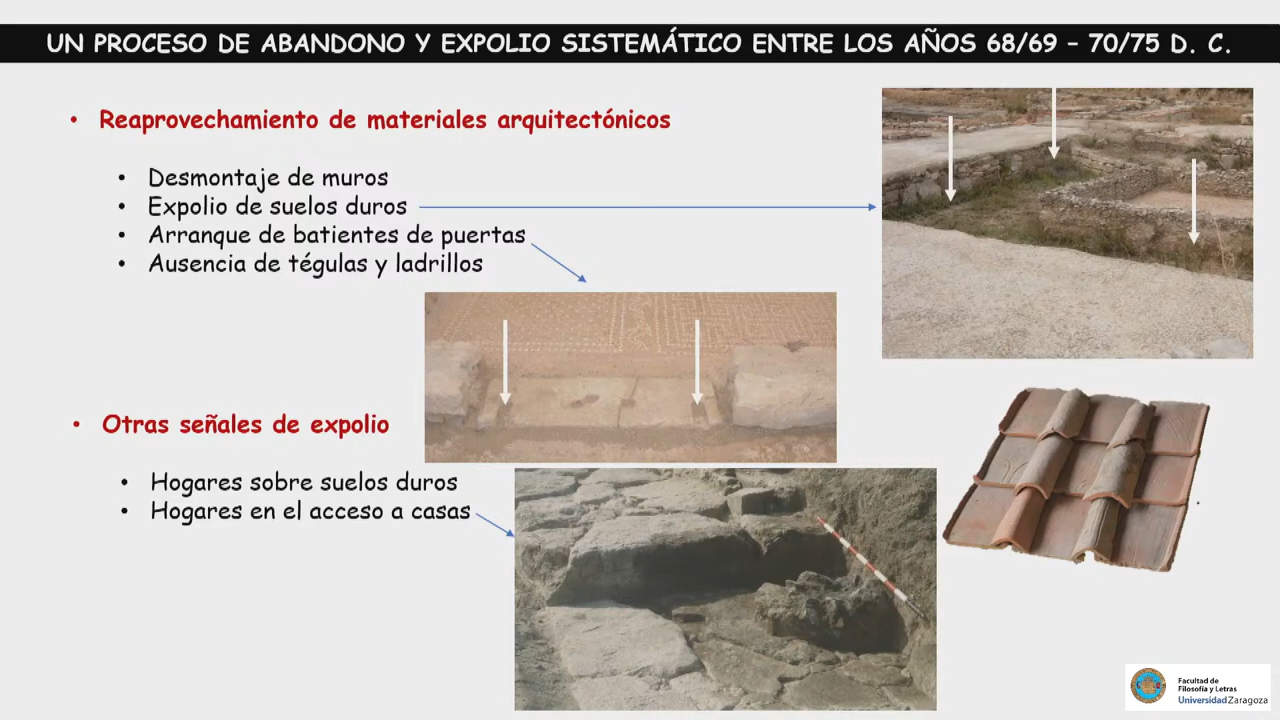 UN PROCESO DE ABANDONO Y EXPOLIO SISTEMÁTICO ENTRE LOS AÑOS 68/69 – 70/75 D. C.
• Reaprovechamiento de materiales arquitectónicos
• Desmontaje de muros
• Expolio de suelos duros
• Arranque de batientes de puertas
• Ausencia de tégulas y ladrillos
• Otras señales de expolio
• Hogares sobre suelos duros
• Hogares en el acceso a casas
Facultad de
Filosofía y Letras
Universidad Zaragoza